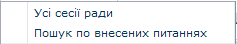 Усі сесії ради
Пошук по внесених питаннях